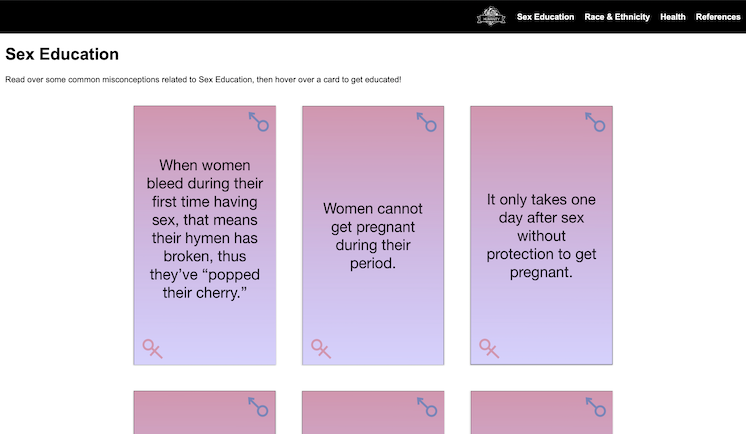 Sex Education
Race & Ethnicity
Health
References
Sex Education
Read over some common misconceptions related to Sex Education, then hover over a card to get educated!
When women
bleed during their
first time having
sex, that means
their hymen has
broken, thus
they’ve “popped
their cherry.”
Women cannot
get pregnant
during their
period.
It only takes one
day after sex
without
protection to get
pregnant.